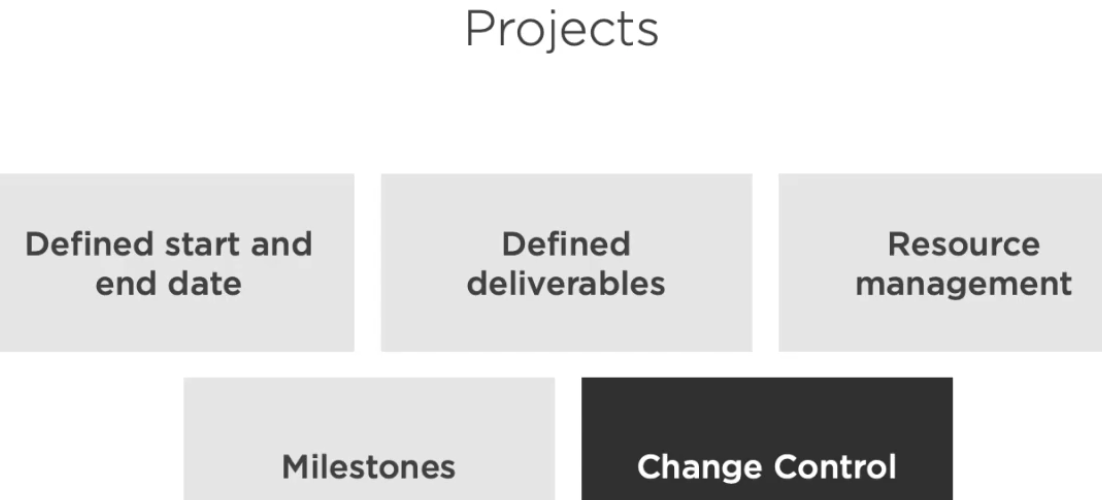 Projects
Defined start and
end date
Defined
deliverables
Resource
management
Milestones
Change Control